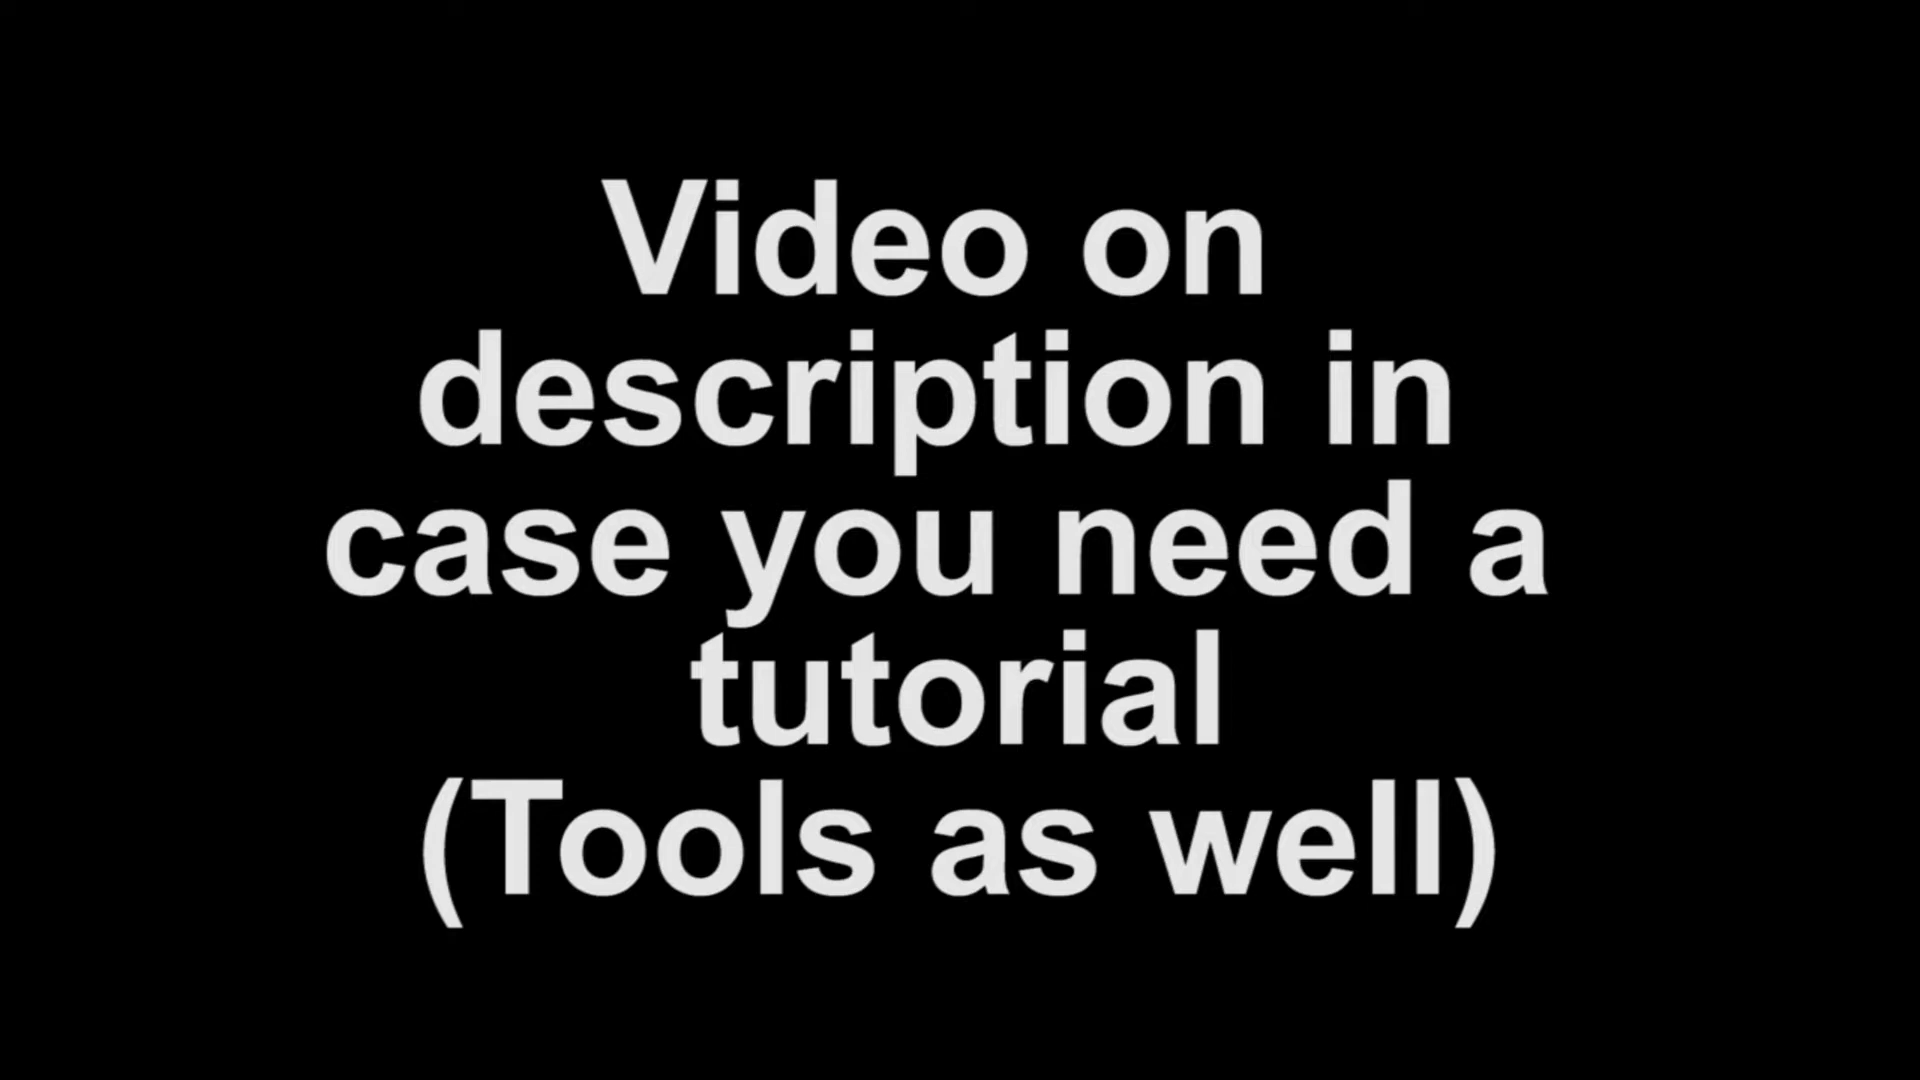 Video on
description in
case you need a
tutorial
(Tools as well)